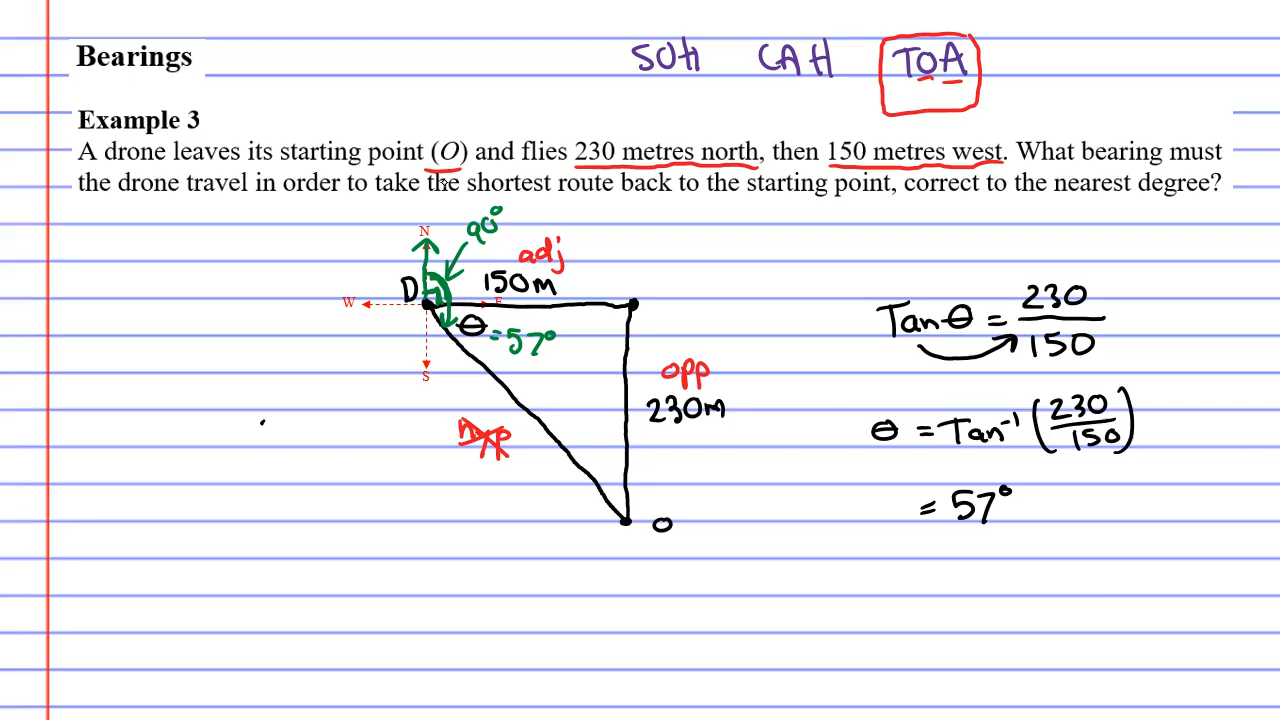 SOH CAH TOA
Bearings
Example 3
A drone leaves its starting point (O) and flies 230 metres north, then 150 metres west. What bearing must
the drone travel in order to take the shortest route back to the starting point, correct to the nearest degree?
N
90°
adj
D
150m
W
E
θ = 57°
S
opp
230m
hyp
O
Tanθ = 230/150
θ = Tan⁻¹(230/150)
= 57°